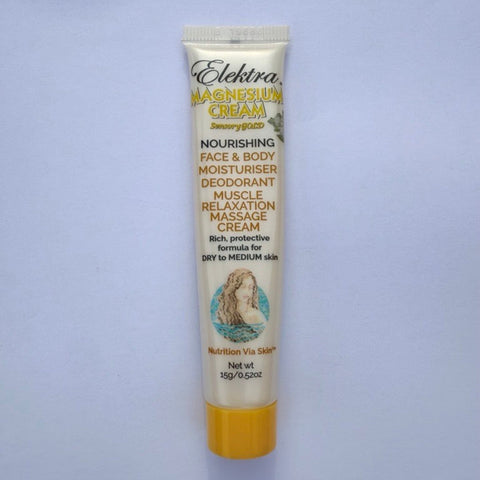 Elektra
MAGNESIUM
CREAM
Sensory GOLD
NOURISHING
FACE & BODY
MOISTURISER
DEODORANT
MUSCLE
RELAXATION
MASSAGE
CREAM
Rich, protective
formula for
DRY to MEDIUM skin
Nutrition Via Skin™
Net wt
15g/0.52oz